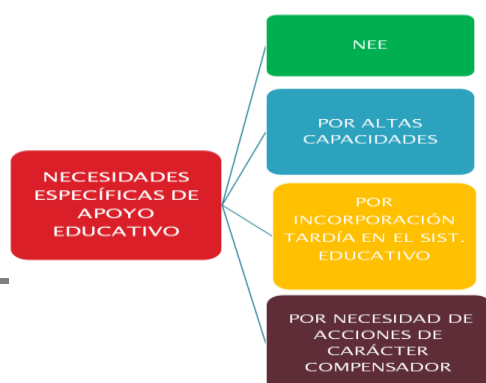 NECESIDADES
ESPECÍFICAS DE
APOYO
EDUCATIVO
NEE
POR ALTAS
CAPACIDADES
POR
INCORPORACIÓN
TARDÍA EN EL SIST.
EDUCATIVO
POR NECESIDAD DE
ACCIONES DE
CARÁCTER
COMPENSADOR